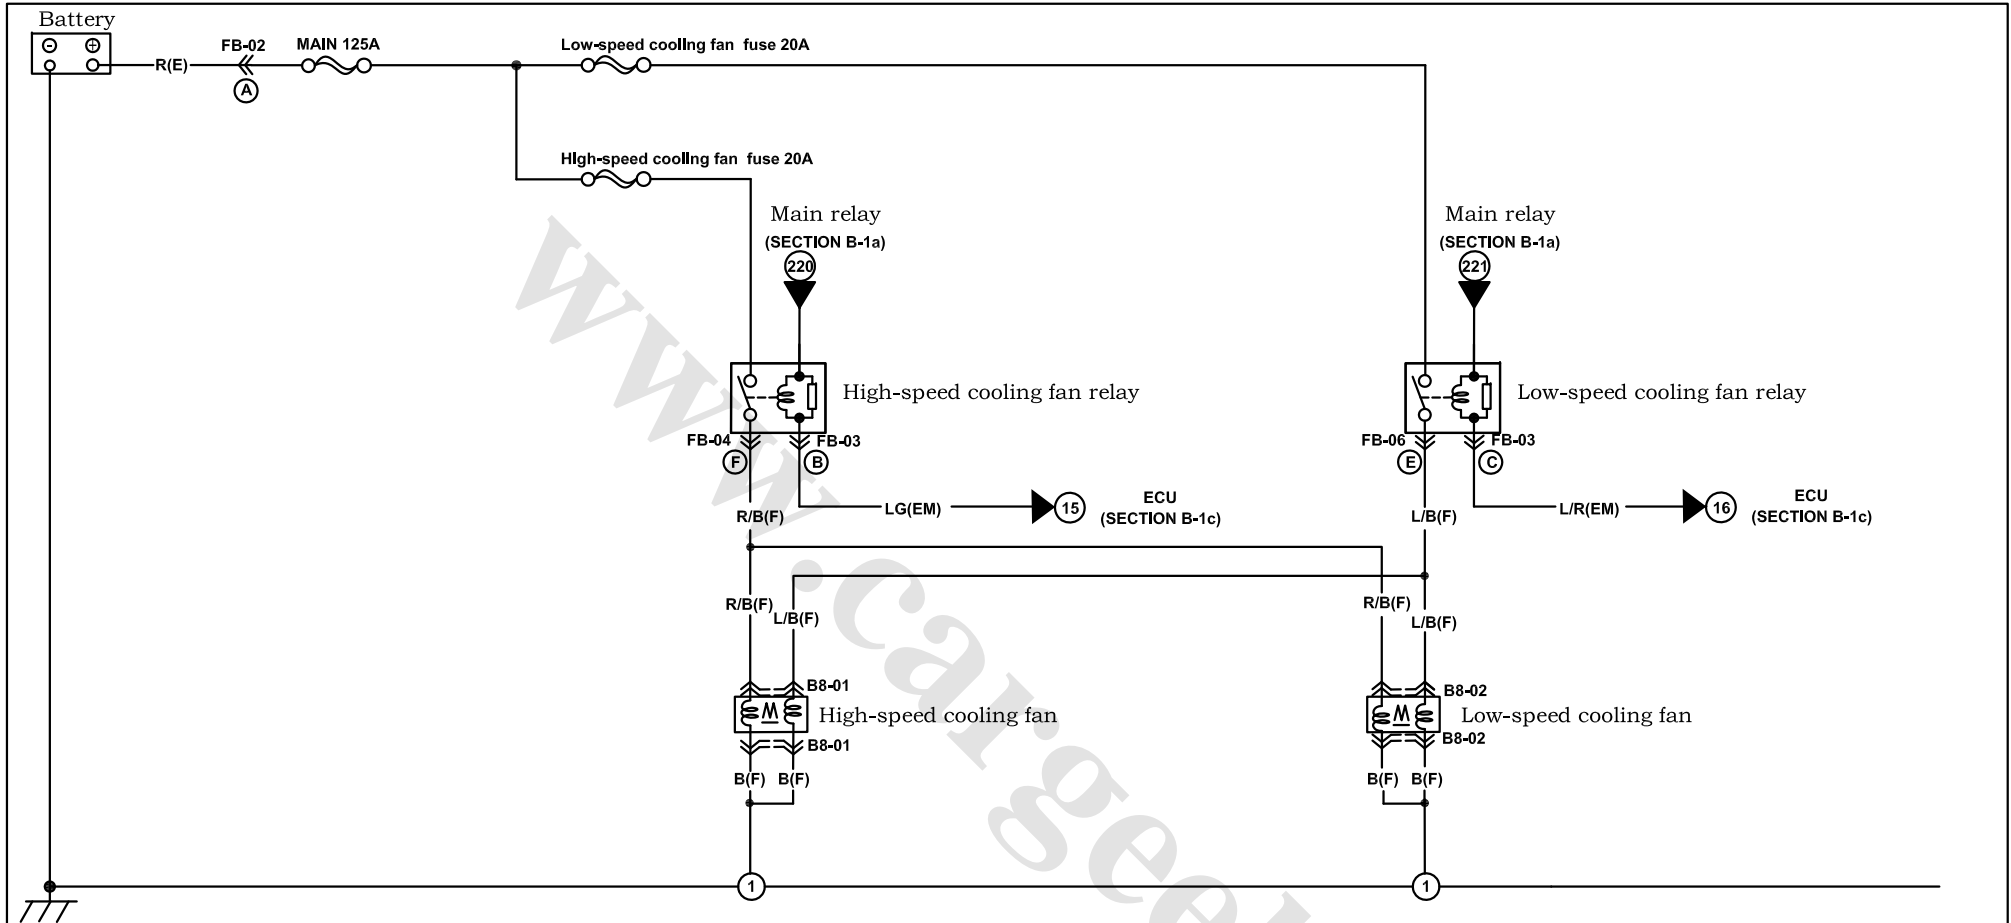 Battery
FB-02
MAIN 125A
Low-speed cooling fan fuse 20A
R(E)
A
High-speed cooling fan fuse 20A
Main relay
(SECTION B-1a)
220
Main relay
(SECTION B-1a)
221
High-speed cooling fan relay
Low-speed cooling fan relay
FB-04
FB-03
F
B
FB-06
FB-03
E
C
R/B(F)
LG(EM)
15
ECU
(SECTION B-1c)
L/B(F)
L/R(EM)
16
ECU
(SECTION B-1c)
R/B(F)
L/B(F)
R/B(F)
L/B(F)
B8-01
M
High-speed cooling fan
B8-01
B8-02
M
Low-speed cooling fan
B8-02
B(F)
B(F)
B(F)
B(F)
1
1